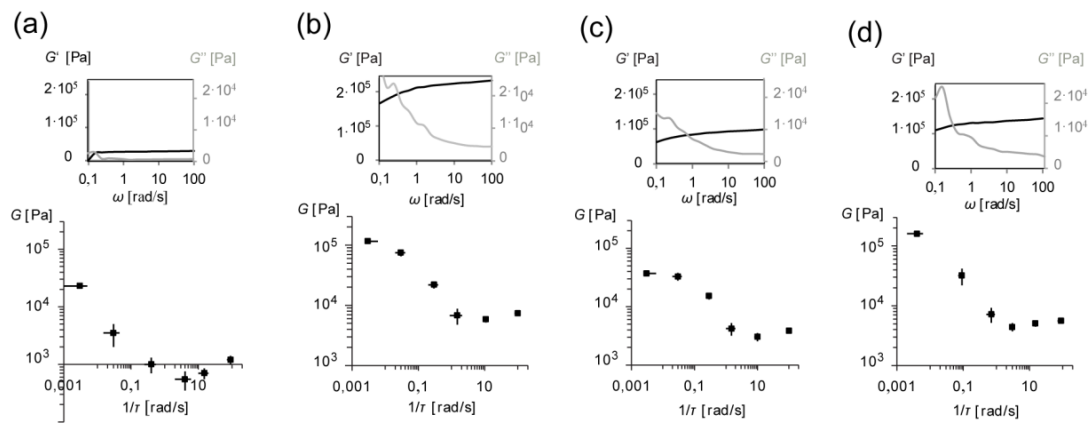 (a)
G‘ [Pa] G'' [Pa]
2·10⁵ 2·10⁴
1·10⁵ 1·10⁴
0 0
0,1 1 10 100
ω [rad/s]
G [Pa]
10⁵
10⁴
10³
0,001 0,1 10
1/τ [rad/s]
(b)
G' [Pa] G'' [Pa]
2·10⁵ 2·10⁴
1·10⁵ 1·10⁴
0 0
0,1 1 10 100
ω [rad/s]
G [Pa]
10⁵
10⁴
10³
0,001 0,1 10
1/τ [rad/s]
(c)
G' [Pa] G'' [Pa]
2·10⁵ 2·10⁴
1·10⁵ 1·10⁴
0 0
0,1 1 10 100
ω [rad/s]
G [Pa]
10⁵
10⁴
10³
0,001 0,1 10
1/τ [rad/s]
(d)
G' [Pa] G'' [Pa]
2·10⁵ 2·10⁴
1·10⁵ 1·10⁴
0 0
0,1 1 10 100
ω [rad/s]
G [Pa]
10⁵
10⁴
10³
0,001 0,1 10
1/τ [rad/s]